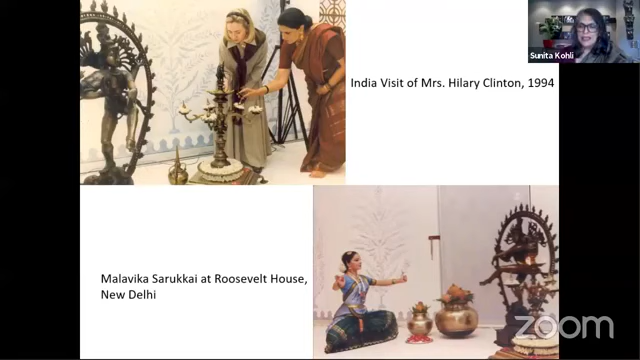 Sunita Kohli
India Visit of Mrs. Hilary Clinton, 1994
Malavika Sarukkai at Roosevelt House,
New Delhi
zoom